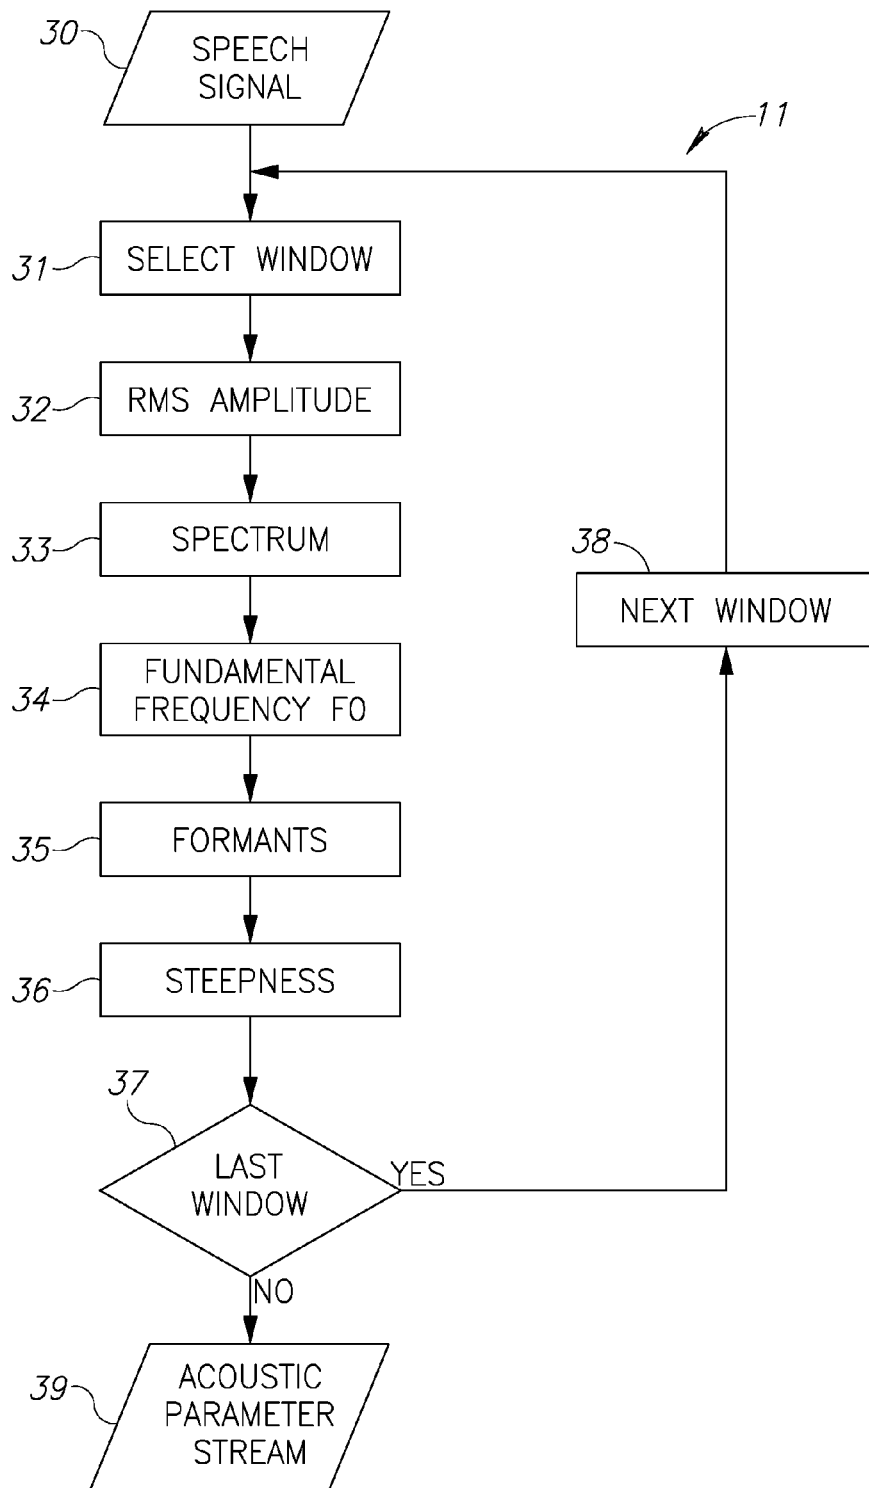 30
SPEECH
SIGNAL
11
31
SELECT WINDOW
32
RMS AMPLITUDE
33
SPECTRUM
38
NEXT WINDOW
34
FUNDAMENTAL
FREQUENCY F0
35
FORMANTS
36
STEEPNESS
37
LAST
WINDOW
YES
NO
39
ACOUSTIC
PARAMETER
STREAM